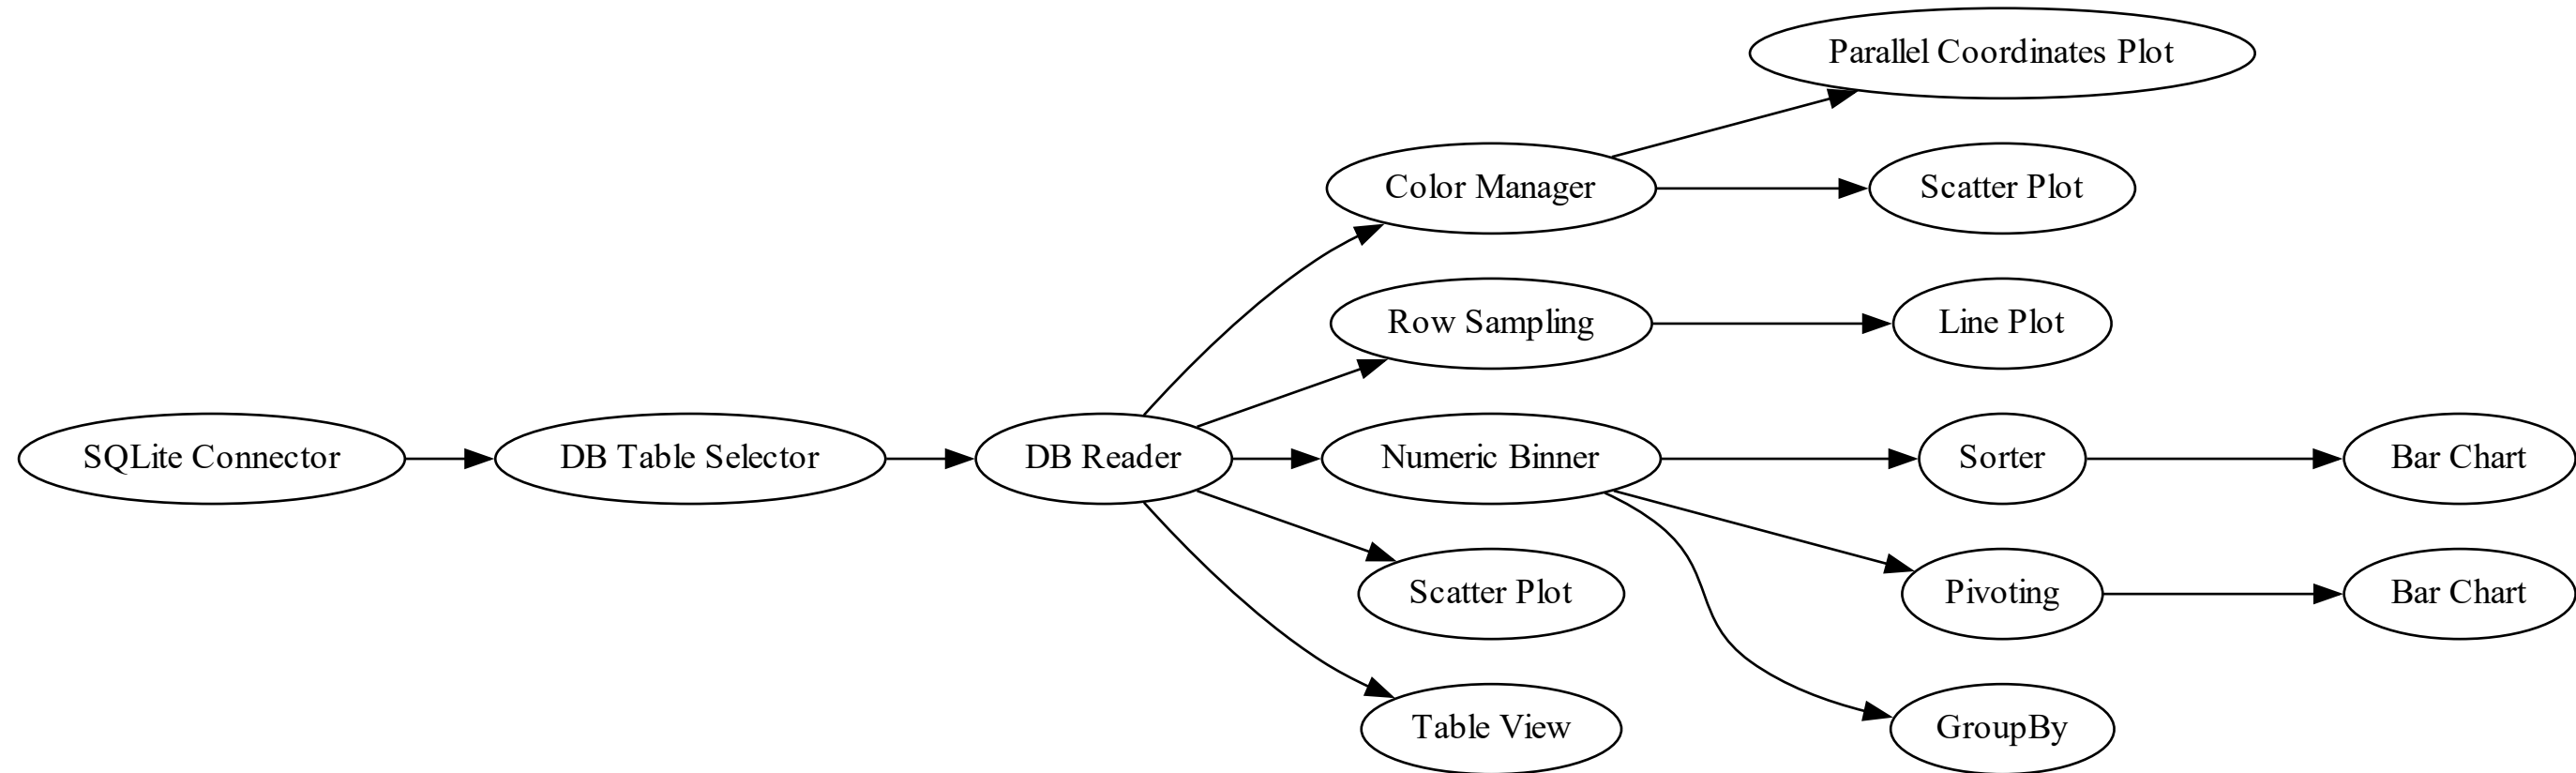 Parallel Coordinates Plot
Color Manager
Scatter Plot
Row Sampling
Line Plot
SQLite Connector
DB Table Selector
DB Reader
Numeric Binner
Sorter
Bar Chart
Scatter Plot
Pivoting
Bar Chart
Table View
GroupBy